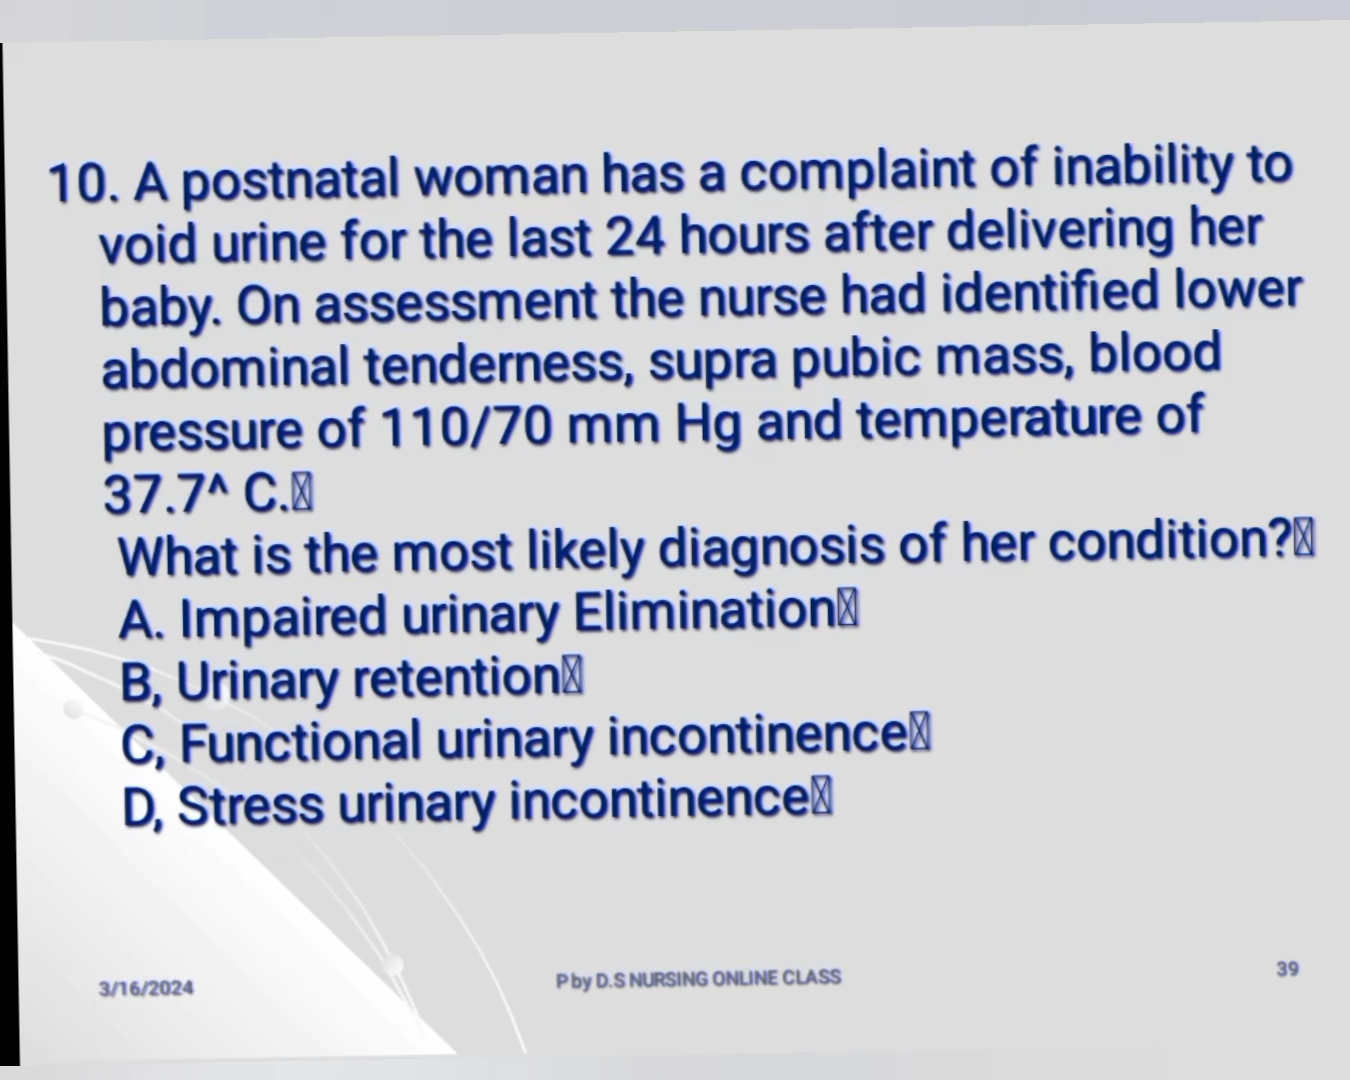 10. A postnatal woman has a complaint of inability to
void urine for the last 24 hours after delivering her
baby. On assessment the nurse had identified lower
abdominal tenderness, supra pubic mass, blood
pressure of 110/70 mm Hg and temperature of
37.7^ C.
What is the most likely diagnosis of her condition?
A. Impaired urinary Elimination
B, Urinary retention
C, Functional urinary incontinence
D, Stress urinary incontinence
3/16/2024
P by D.S NURSING ONLINE CLASS
39